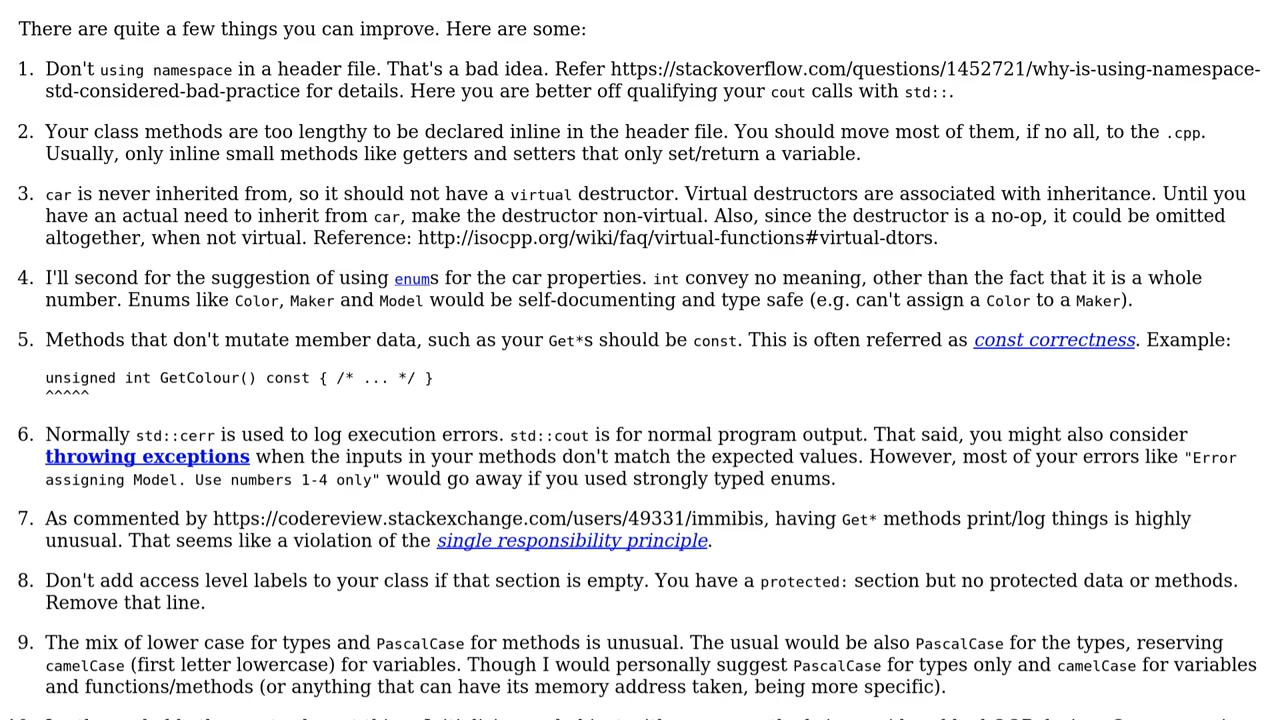 There are quite a few things you can improve. Here are some:
1. Don't using namespace in a header file. That's a bad idea. Refer https://stackoverflow.com/questions/1452721/why-is-using-namespace-
std-considered-bad-practice for details. Here you are better off qualifying your cout calls with std::.
2. Your class methods are too lengthy to be declared inline in the header file. You should move most of them, if no all, to the .cpp.
Usually, only inline small methods like getters and setters that only set/return a variable.
3. car is never inherited from, so it should not have a virtual destructor. Virtual destructors are associated with inheritance. Until you
have an actual need to inherit from car, make the destructor non-virtual. Also, since the destructor is a no-op, it could be omitted
altogether, when not virtual. Reference: http://isocpp.org/wiki/faq/virtual-functions#virtual-dtors.
4. I'll second for the suggestion of using enums for the car properties. int convey no meaning, other than the fact that it is a whole
number. Enums like Color, Maker and Model would be self-documenting and type safe (e.g. can't assign a Color to a Maker).
5. Methods that don't mutate member data, such as your Get*s should be const. This is often referred as const correctness. Example:
unsigned int GetColour() const { /* ... */ }
^^^^^
6. Normally std::cerr is used to log execution errors. std::cout is for normal program output. That said, you might also consider
throwing exceptions when the inputs in your methods don't match the expected values. However, most of your errors like "Error
assigning Model. Use numbers 1-4 only" would go away if you used strongly typed enums.
7. As commented by https://codereview.stackexchange.com/users/49331/immibis, having Get* methods print/log things is highly
unusual. That seems like a violation of the single responsibility principle.
8. Don't add access level labels to your class if that section is empty. You have a protected: section but no protected data or methods.
Remove that line.
9. The mix of lower case for types and PascalCase for methods is unusual. The usual would be also PascalCase for the types, reserving
camelCase (first letter lowercase) for variables. Though I would personally suggest PascalCase for types only and camelCase for variables
and functions/methods (or anything that can have its memory address taken, being more specific).